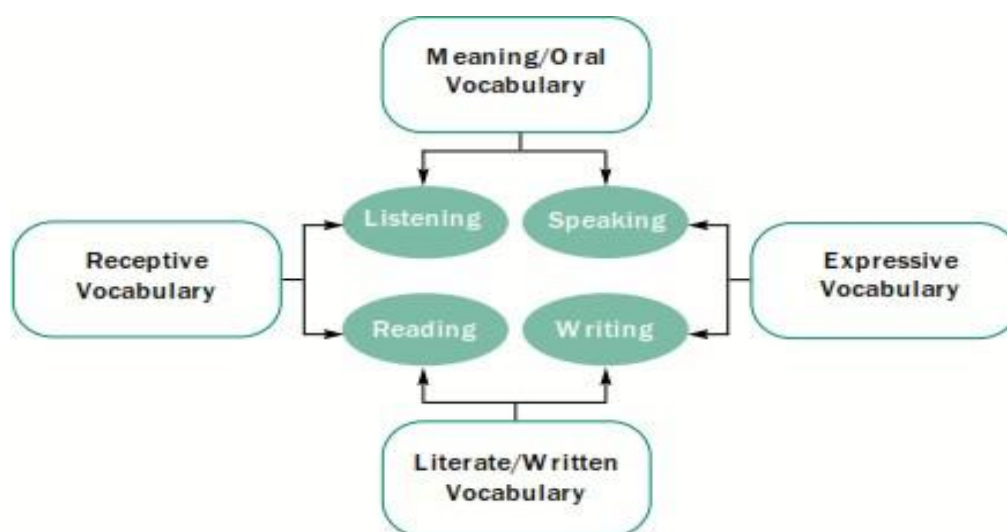 Meaning/Oral
Vocabulary
Listening
Speaking
Receptive
Vocabulary
Expressive
Vocabulary
Reading
Writing
Literate/Written
Vocabulary